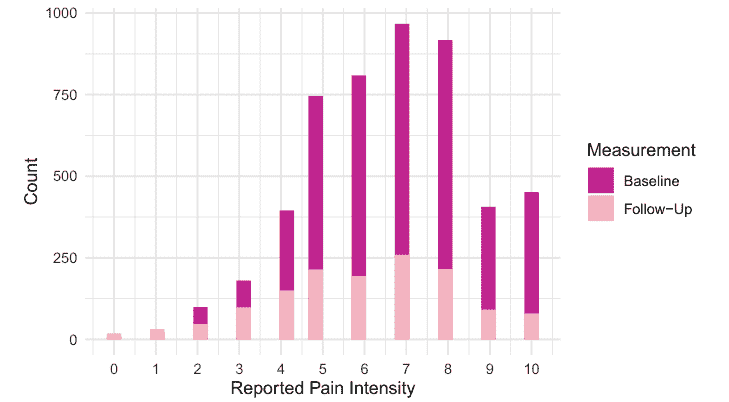 1000
750
500
250
0
Count
0 1 2 3 4 5 6 7 8 9 10
Reported Pain Intensity
Measurement
Baseline
Follow−Up